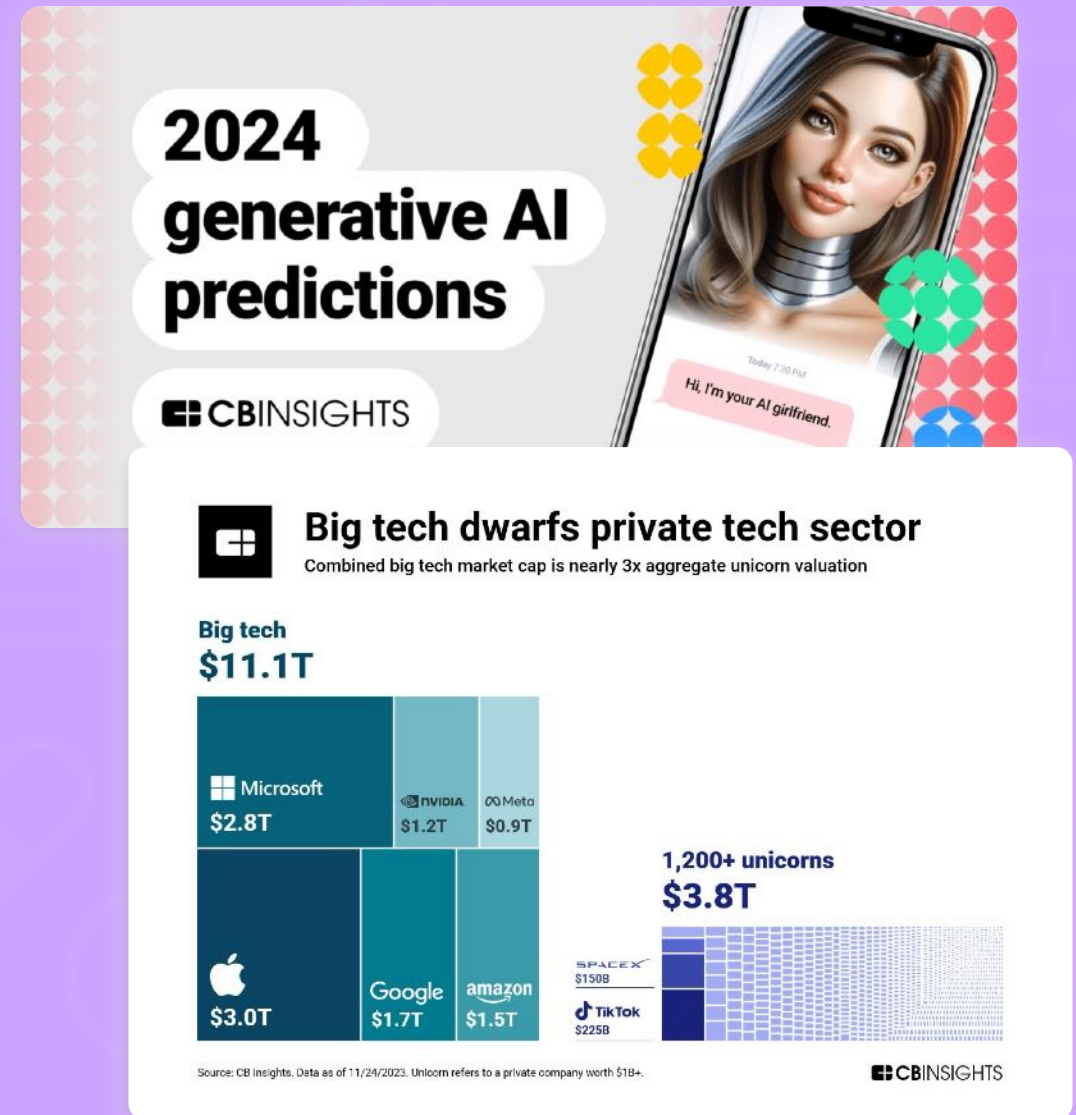 2024
generative AI
predictions
CBINSIGHTS
Today 7:30 PM
Hi, I'm your AI girlfriend.
Big tech dwarfs private tech sector
Combined big tech market cap is nearly 3x aggregate unicorn valuation
Big tech
$11.1T
Microsoft
$2.8T
NVIDIA
$1.2T
Meta
$0.9T
$3.0T
Google
$1.7T
amazon
$1.5T
1,200+ unicorns
$3.8T
SPACEX
$150B
TikTok
$225B
Source: CB Insights. Data as of 11/24/2023. Unicorn refers to a private company worth $1B+.
CBINSIGHTS